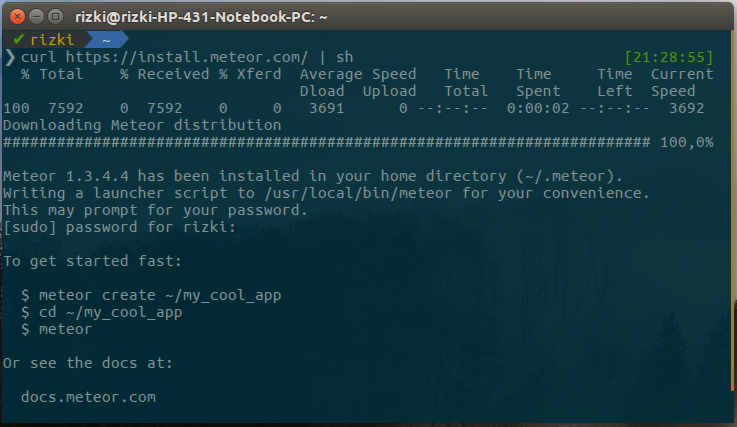 rizki@rizki-HP-431-Notebook-PC: ~
✔ rizki ~
❯ curl https://install.meteor.com/ | sh [21:28:55]
% Total % Received % Xferd Average Speed Time Time Time Current
Dload Upload Total Spent Left Speed
100 7592 0 7592 0 0 3691 0 --:--:-- 0:00:02 --:--:-- 3692
Downloading Meteor distribution
######################################################################## 100,0%
Meteor 1.3.4.4 has been installed in your home directory (~/.meteor).
Writing a launcher script to /usr/local/bin/meteor for your convenience.
This may prompt for your password.
[sudo] password for rizki:
To get started fast:
$ meteor create ~/my_cool_app
$ cd ~/my_cool_app
$ meteor
Or see the docs at:
docs.meteor.com